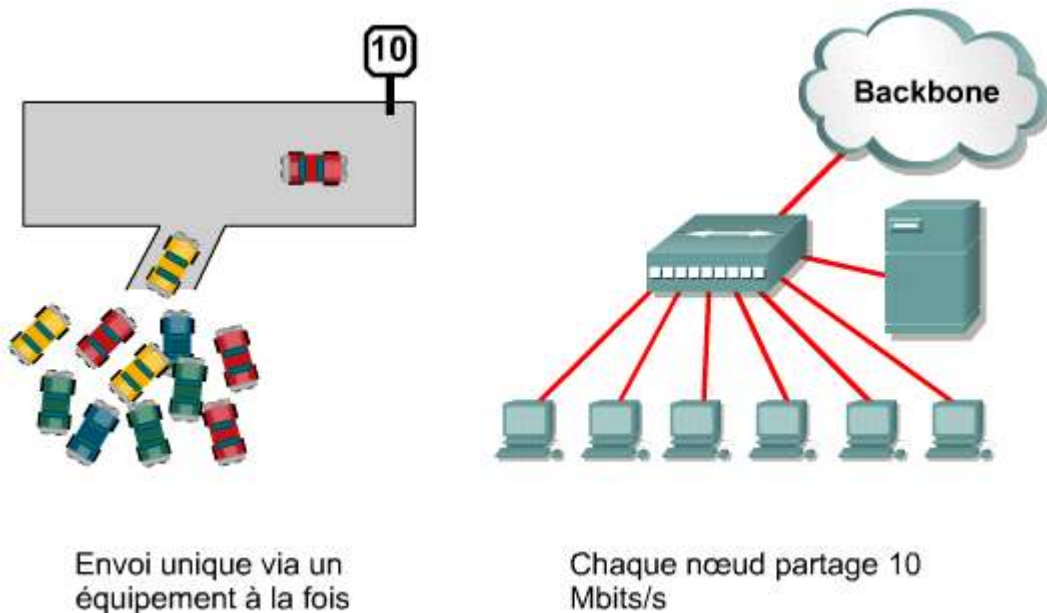 10
Backbone
Envoi unique via un
équipement à la fois
Chaque nœud partage 10
Mbits/s